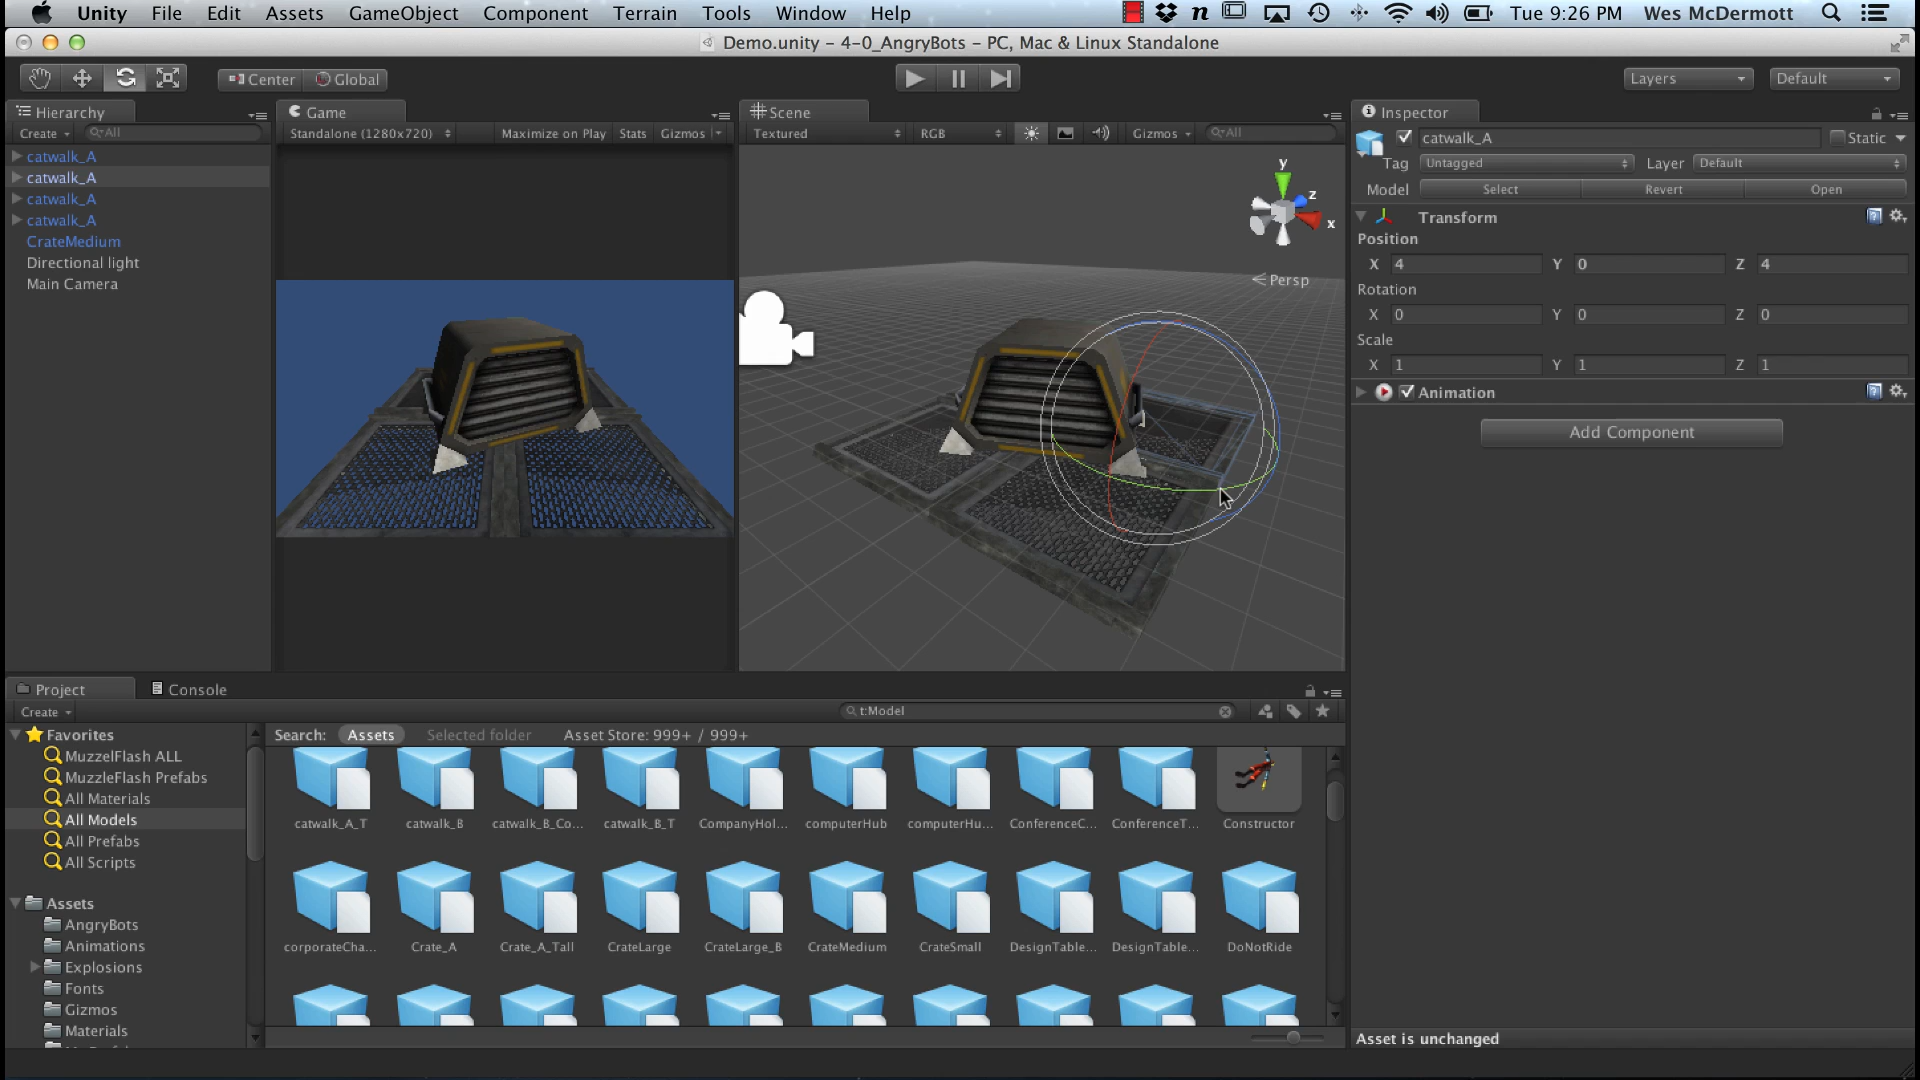 Unity File Edit Assets GameObject Component Terrain Tools Window Help Tue 9:26 PM Wes McDermott
Demo.unity – 4-0_AngryBots – PC, Mac & Linux Standalone
Center Global Layers Default
Hierarchy
Create All
catwalk_A
catwalk_A
catwalk_A
catwalk_A
CrateMedium
Directional light
Main Camera
Game
Standalone (1280x720) Maximize on Play Stats Gizmos
Scene
Textured RGB Gizmos All
y
z
x
Persp
Inspector
catwalk_A Static
Tag Untagged Layer Default
Model Select Revert Open
Transform
Position
X 4 Y 0 Z 4
Rotation
X 0 Y 0 Z 0
Scale
X 1 Y 1 Z 1
Animation
Add Component
Asset is unchanged
Project Console
Create t:Model
Favorites
MuzzelFlash ALL
MuzzleFlash Prefabs
All Materials
All Models
All Prefabs
All Scripts
Assets
AngryBots
Animations
Explosions
Fonts
Gizmos
Materials
Search: Assets Selected folder Asset Store: 999+ / 999+
catwalk_A_T catwalk_B catwalk_B_Co... catwalk_B_T CompanyHol... computerHub computerHu... ConferenceC... ConferenceT... Constructor
corporateCha... Crate_A Crate_A_Tall CrateLarge CrateLarge_B CrateMedium CrateSmall DesignTable... DesignTable... DoNotRide